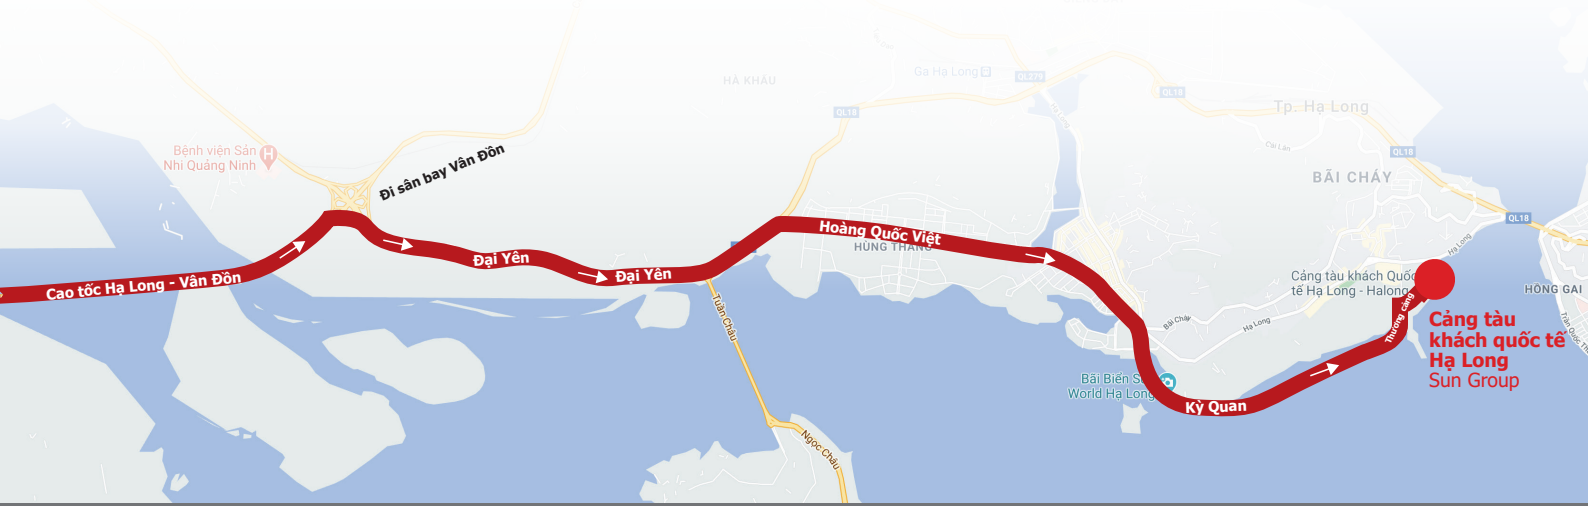 HÀ KHẨU
Ga Hạ Long
QL279
QL18
QL18
Tp. Hạ Long
Cái Lân
QL18
BÃI CHÁY
QL18
Bệnh viện Sản
Nhi Quảng Ninh
H
Đi sân bay Vân Đồn
Cao tốc Hạ Long - Vân Đồn
Đại Yên
Đại Yên
Hoàng Quốc Việt
HÙNG THẮNG
Hạ Long
Cảng tàu khách Quốc
tế Hạ Long - Halong
HỒNG GAI
Tuần Châu
Ngọc Châu
Bãi Cháy
Hạ Long
Thương cảng
Cảng tàu
khách quốc tế
Hạ Long
Sun Group
Bãi Biển S
World Hạ Long
Kỳ Quan